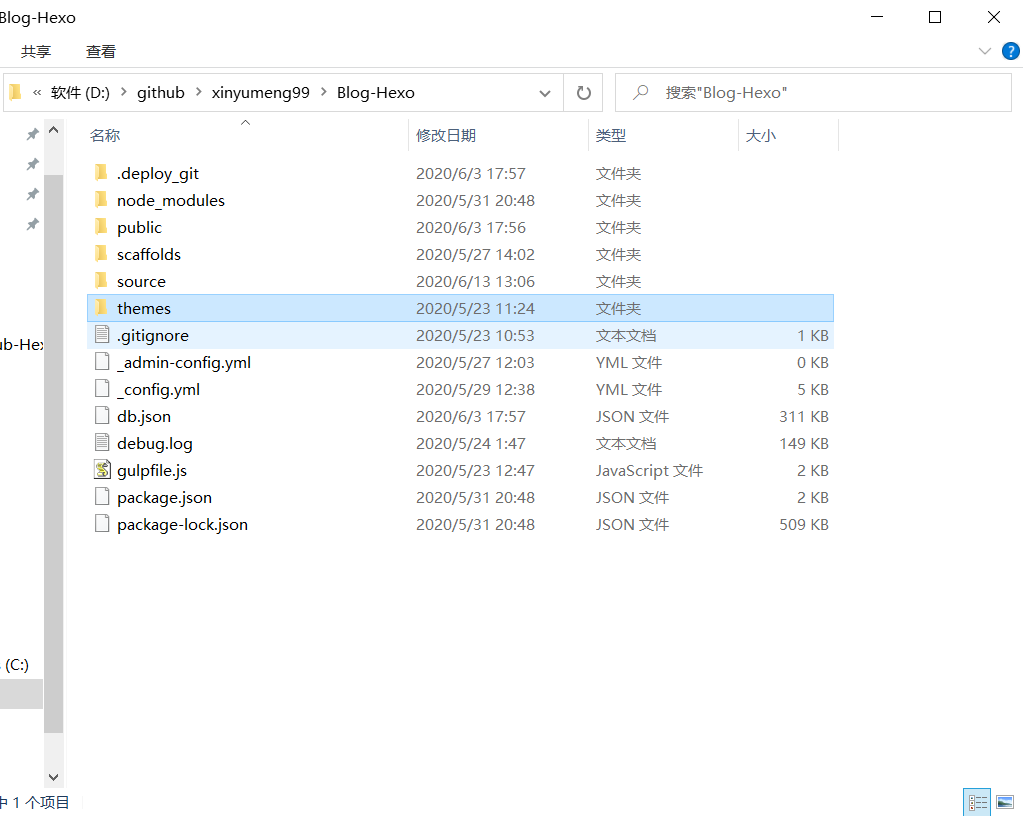 Blog-Hexo
共享 查看
« 软件 (D:) > github > xinyumeng99 > Blog-Hexo 搜索"Blog-Hexo"
名称 修改日期 类型 大小
.deploy_git 2020/6/3 17:57 文件夹
node_modules 2020/5/31 20:48 文件夹
public 2020/6/3 17:56 文件夹
scaffolds 2020/5/27 14:02 文件夹
source 2020/6/13 13:06 文件夹
themes 2020/5/23 11:24 文件夹
.gitignore 2020/5/23 10:53 文本文档 1 KB
ub-Hex
_admin-config.yml 2020/5/27 12:03 YML 文件 0 KB
_config.yml 2020/5/29 12:38 YML 文件 5 KB
db.json 2020/6/3 17:57 JSON 文件 311 KB
debug.log 2020/5/24 1:47 文本文档 149 KB
gulpfile.js 2020/5/23 12:47 JavaScript 文件 2 KB
package.json 2020/5/31 20:48 JSON 文件 2 KB
package-lock.json 2020/5/31 20:48 JSON 文件 509 KB
(C:)
中 1 个项目